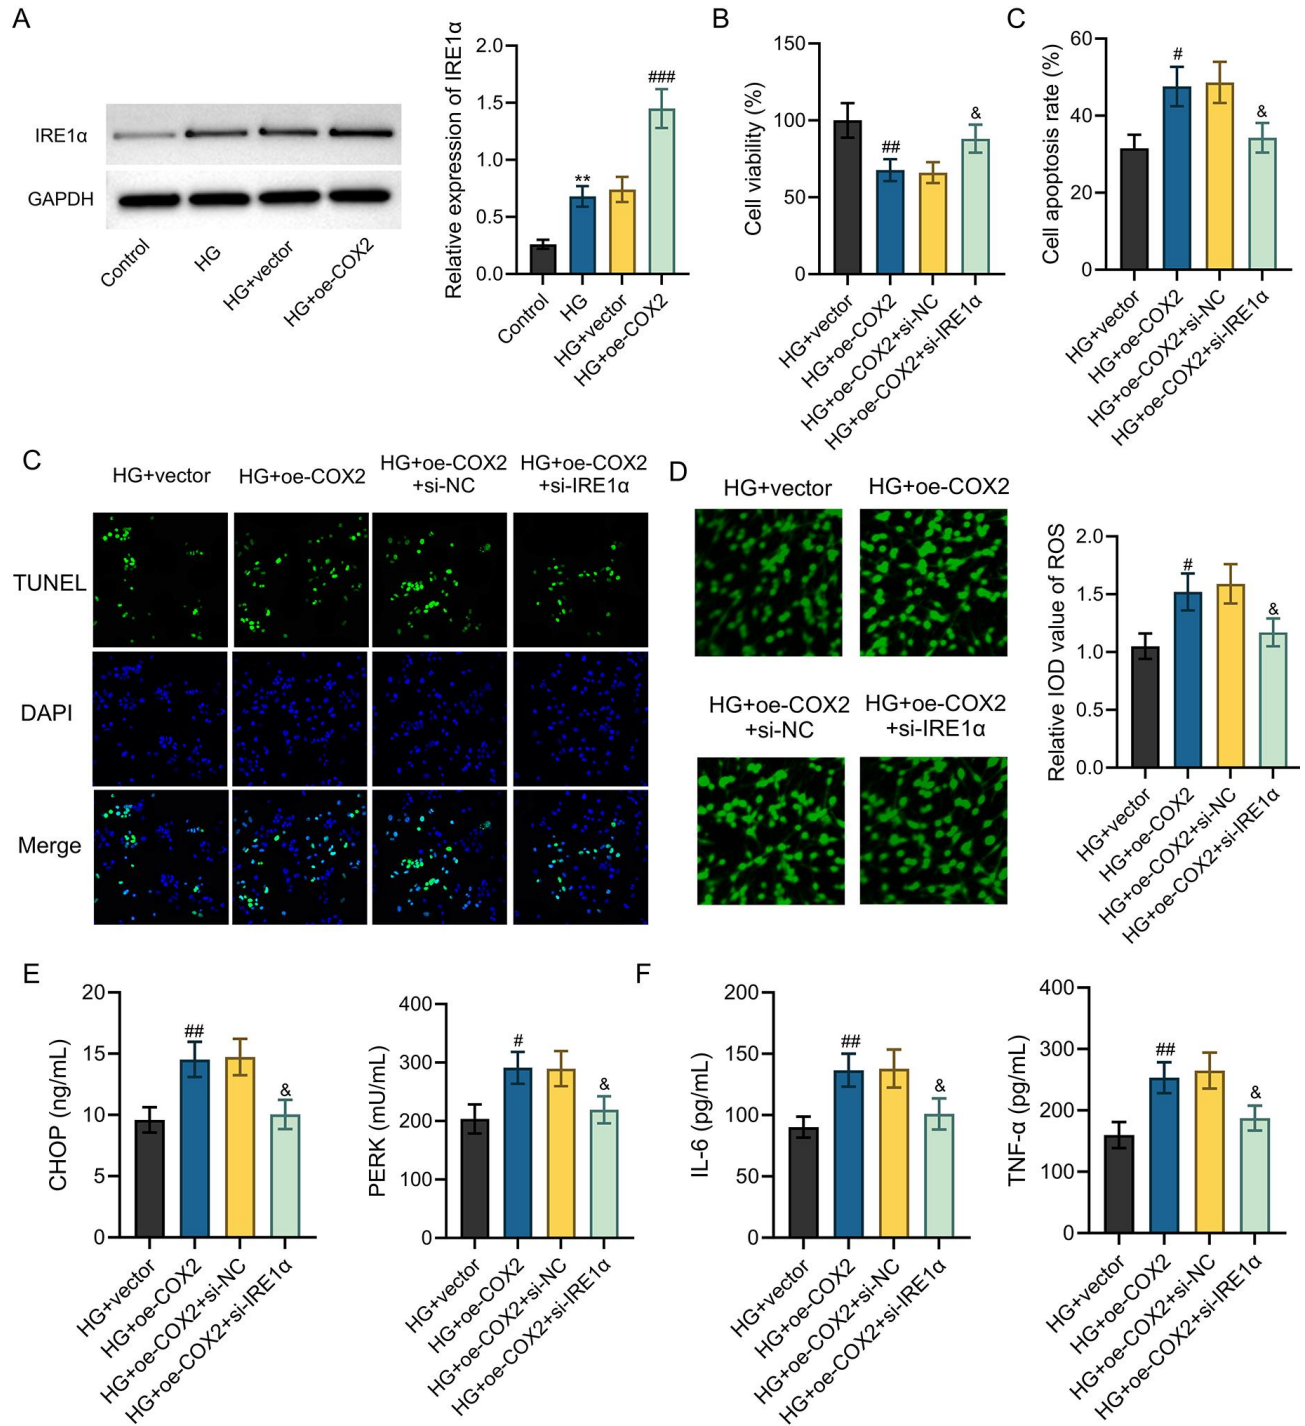 A
IRE1α
GAPDH
Control
HG
HG+vector
HG+oe-COX2
Relative expression of IRE1α
2.0
1.5
1.0
0.5
0.0
**
###
Control
HG
HG+vector
HG+oe-COX2
B
Cell viability (%)
150
100
50
0
##
&
HG+vector
HG+oe-COX2
HG+oe-COX2+si-NC
HG+oe-COX2+si-IRE1α
C
Cell apoptosis rate (%)
60
40
20
0
#
&
HG+vector
HG+oe-COX2
HG+oe-COX2+si-NC
HG+oe-COX2+si-IRE1α
C
HG+vector
HG+oe-COX2
HG+oe-COX2
+si-NC
HG+oe-COX2
+si-IRE1α
TUNEL
DAPI
Merge
D
HG+vector
HG+oe-COX2
HG+oe-COX2
+si-NC
HG+oe-COX2
+si-IRE1α
Relative IOD value of ROS
2.0
1.5
1.0
0.5
0.0
#
&
HG+vector
HG+oe-COX2
HG+oe-COX2+si-NC
HG+oe-COX2+si-IRE1α
E
CHOP (ng/mL)
20
15
10
5
0
##
&
HG+vector
HG+oe-COX2
HG+oe-COX2+si-NC
HG+oe-COX2+si-IRE1α
PERK (mU/mL)
400
300
200
100
0
#
&
HG+vector
HG+oe-COX2
HG+oe-COX2+si-NC
HG+oe-COX2+si-IRE1α
F
IL-6 (pg/mL)
200
150
100
50
0
##
&
HG+vector
HG+oe-COX2
HG+oe-COX2+si-NC
HG+oe-COX2+si-IRE1α
TNF-α (pg/mL)
400
300
200
100
0
##
&
HG+vector
HG+oe-COX2
HG+oe-COX2+si-NC
HG+oe-COX2+si-IRE1α